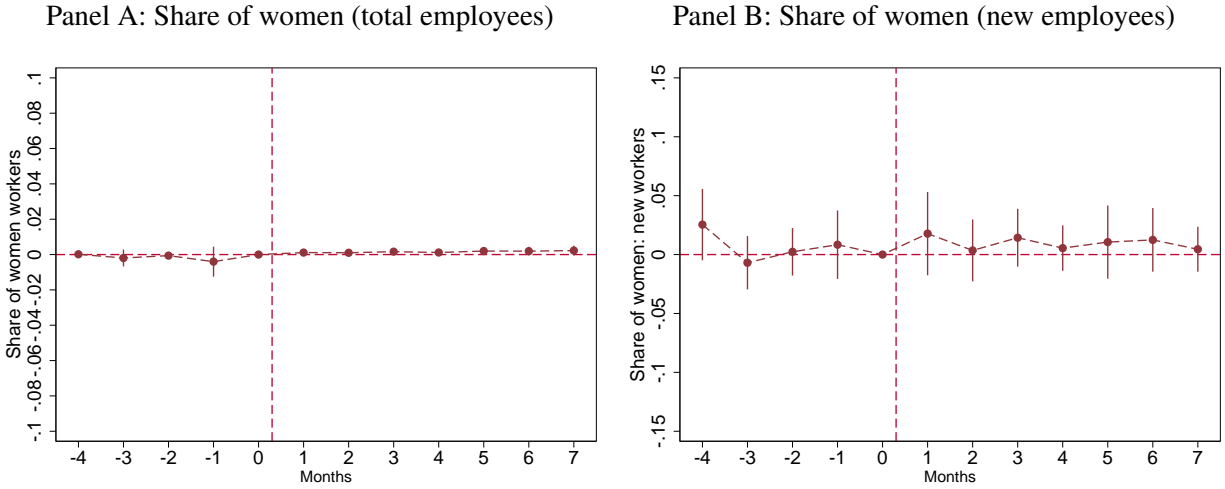 Panel A: Share of women (total employees)
Share of women workers
.1
.08
.06
.04
.02
0
-.02
-.04
-.06
-.08
-.1
-4 -3 -2 -1 0 1 2 3 4 5 6 7
Months
Panel B: Share of women (new employees)
Share of women: new workers
.15
.1
.05
0
-.05
-.1
-.15
-4 -3 -2 -1 0 1 2 3 4 5 6 7
Months